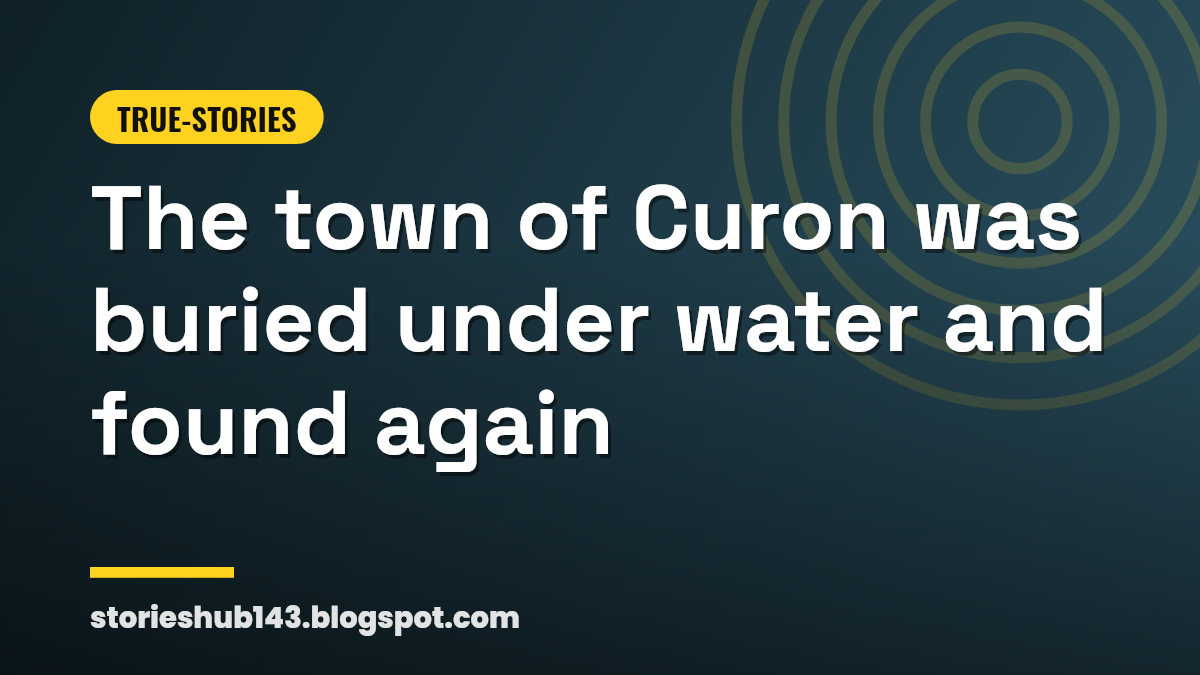 TRUE-STORIES
The town of Curon was
buried under water and
found again
storieshub143.blogspot.com